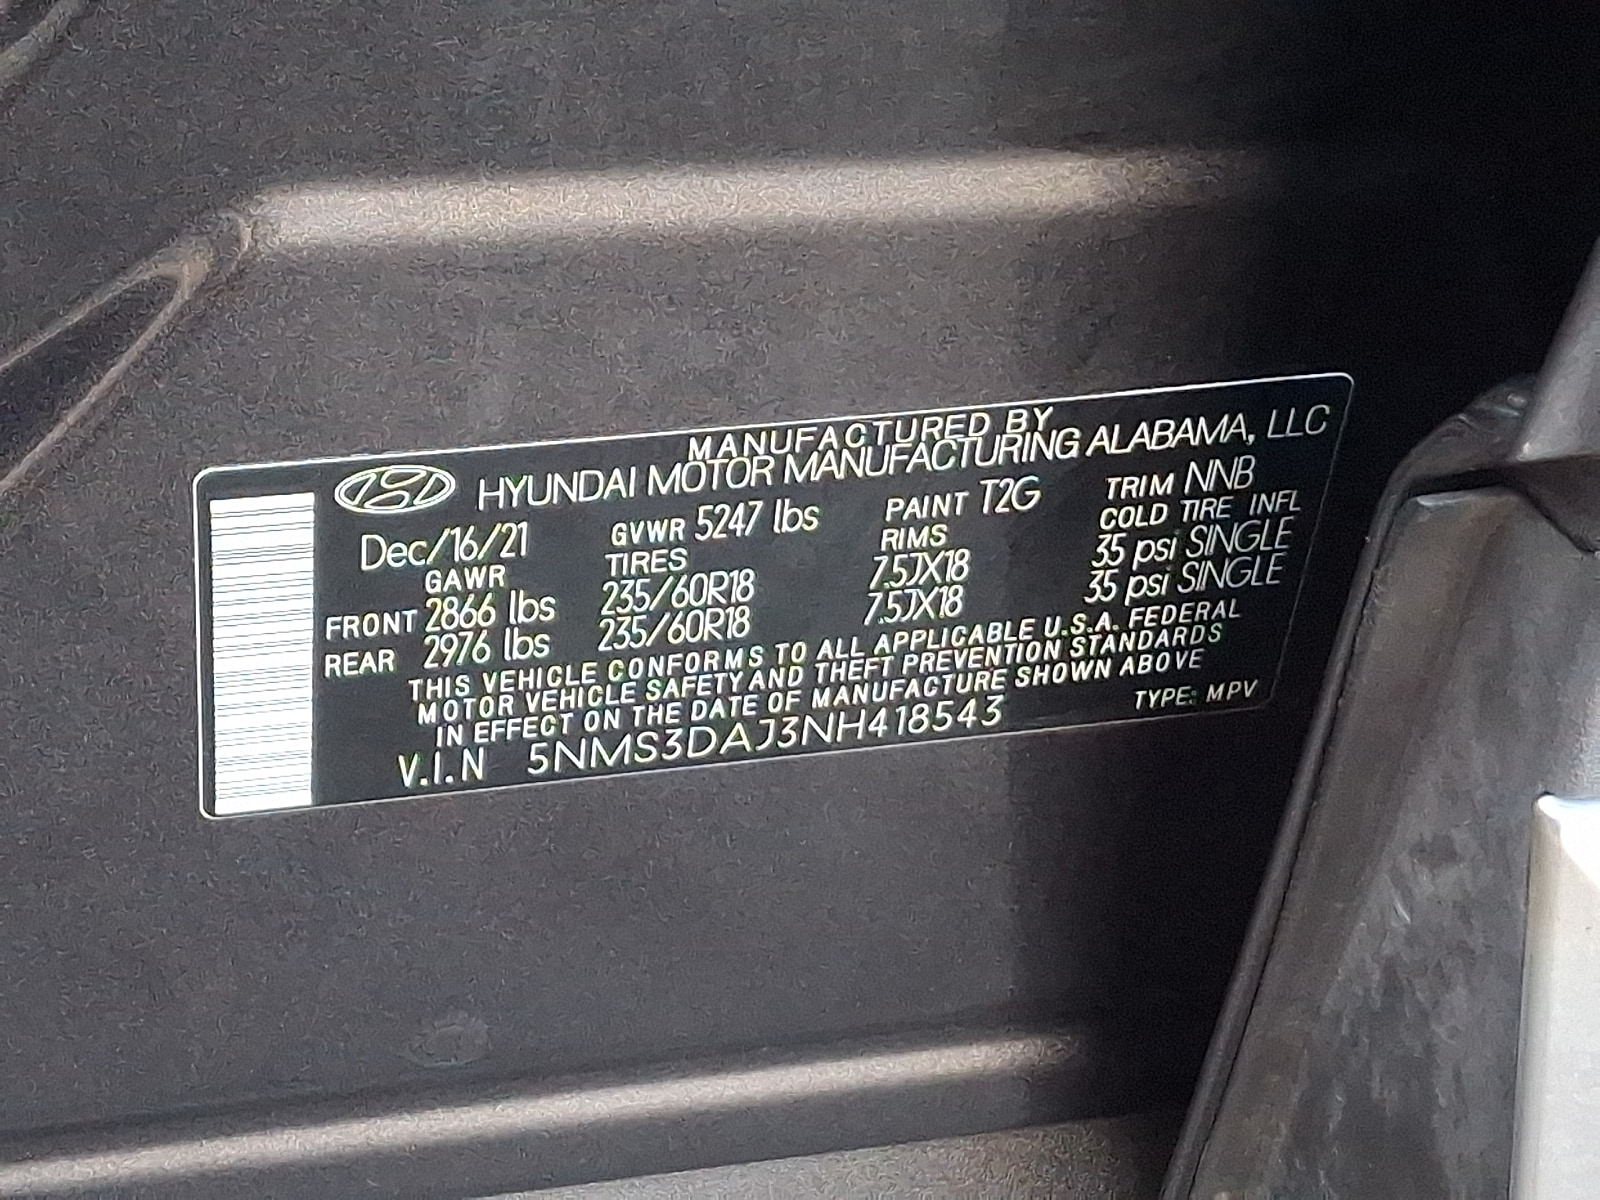 MANUFACTURED BY
HYUNDAI MOTOR MANUFACTURING ALABAMA, LLC
Dec/16/21 GVWR 5247 lbs PAINT T2G TRIM NNB
GAWR TIRES RIMS COLD TIRE INFL
FRONT 2866 lbs 235/60R18 7.5JX18 35 psi SINGLE
REAR 2976 lbs 235/60R18 7.5JX18 35 psi SINGLE
THIS VEHICLE CONFORMS TO ALL APPLICABLE U.S.A. FEDERAL
MOTOR VEHICLE SAFETY AND THEFT PREVENTION STANDARDS
IN EFFECT ON THE DATE OF MANUFACTURE SHOWN ABOVE
V.I.N 5NMS3DAJ3NH418543 TYPE: MPV